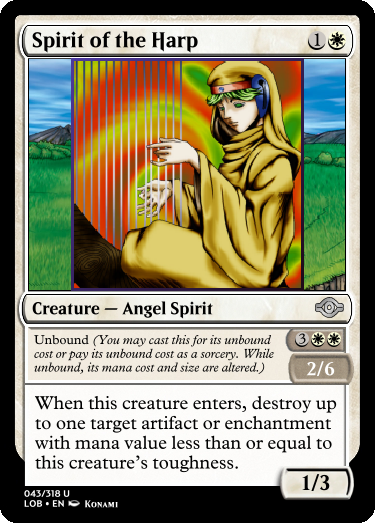 Spirit of the Harp 1
Creature — Angel Spirit
Unbound (You may cast this for its unbound 3
cost or pay its unbound cost as a sorcery. While
unbound, its mana cost and size are altered.) 2/6
When this creature enters, destroy up
to one target artifact or enchantment
with mana value less than or equal to
this creature's toughness.
1/3
043/318 U
LOB • EN Konami